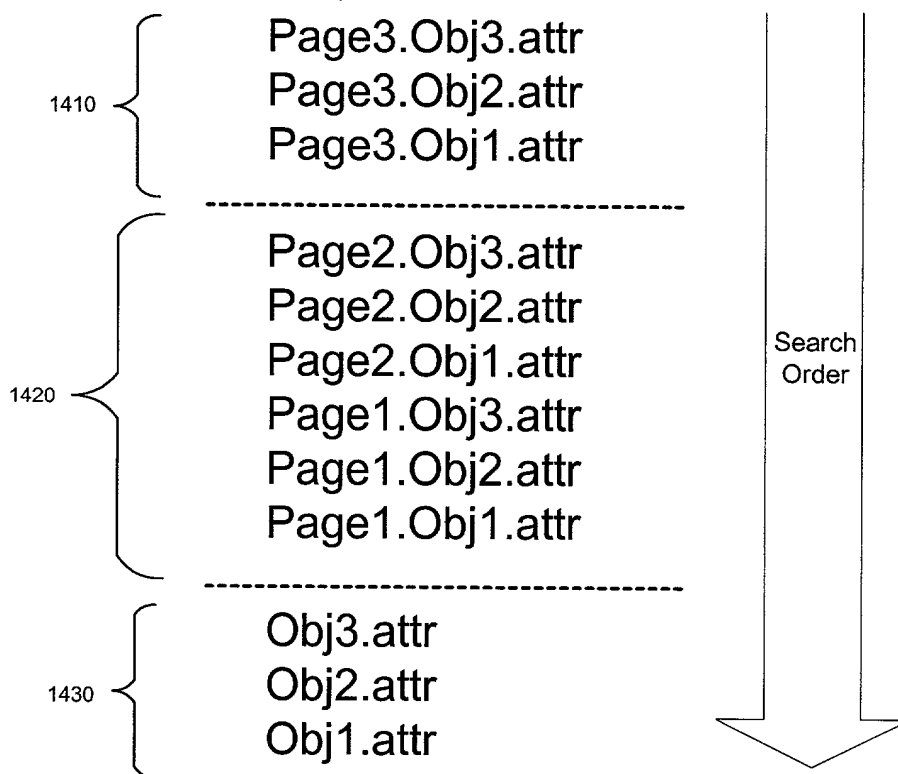 Page3.Obj3.attr
Page3.Obj2.attr
1410
Page3.Obj1.attr
Page2.Obj3.attr
Page2.Obj2.attr
Page2.Obj1.attr
Search
Order
1420
Page1.Obj3.attr
Page1.Obj2.attr
Page1.Obj1.attr
Obj3.attr
Obj2.attr
1430
Obj1.attr